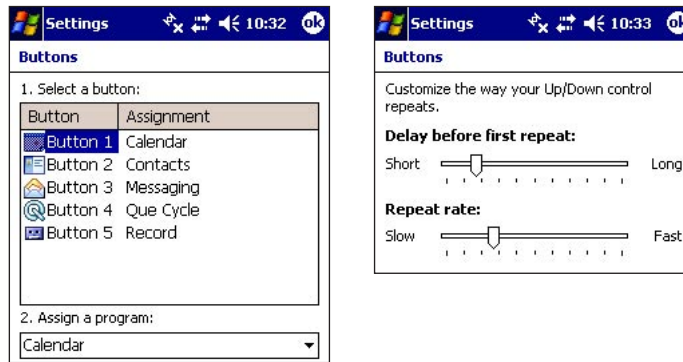 Settings 10:32 ok
Buttons
1. Select a button:
Button Assignment
Button 1 Calendar
Button 2 Contacts
Button 3 Messaging
Button 4 Que Cycle
Button 5 Record
2. Assign a program:
Calendar
Settings 10:33 ok
Buttons
Customize the way your Up/Down control
repeats.
Delay before first repeat:
Short Long
Repeat rate:
Slow Fast